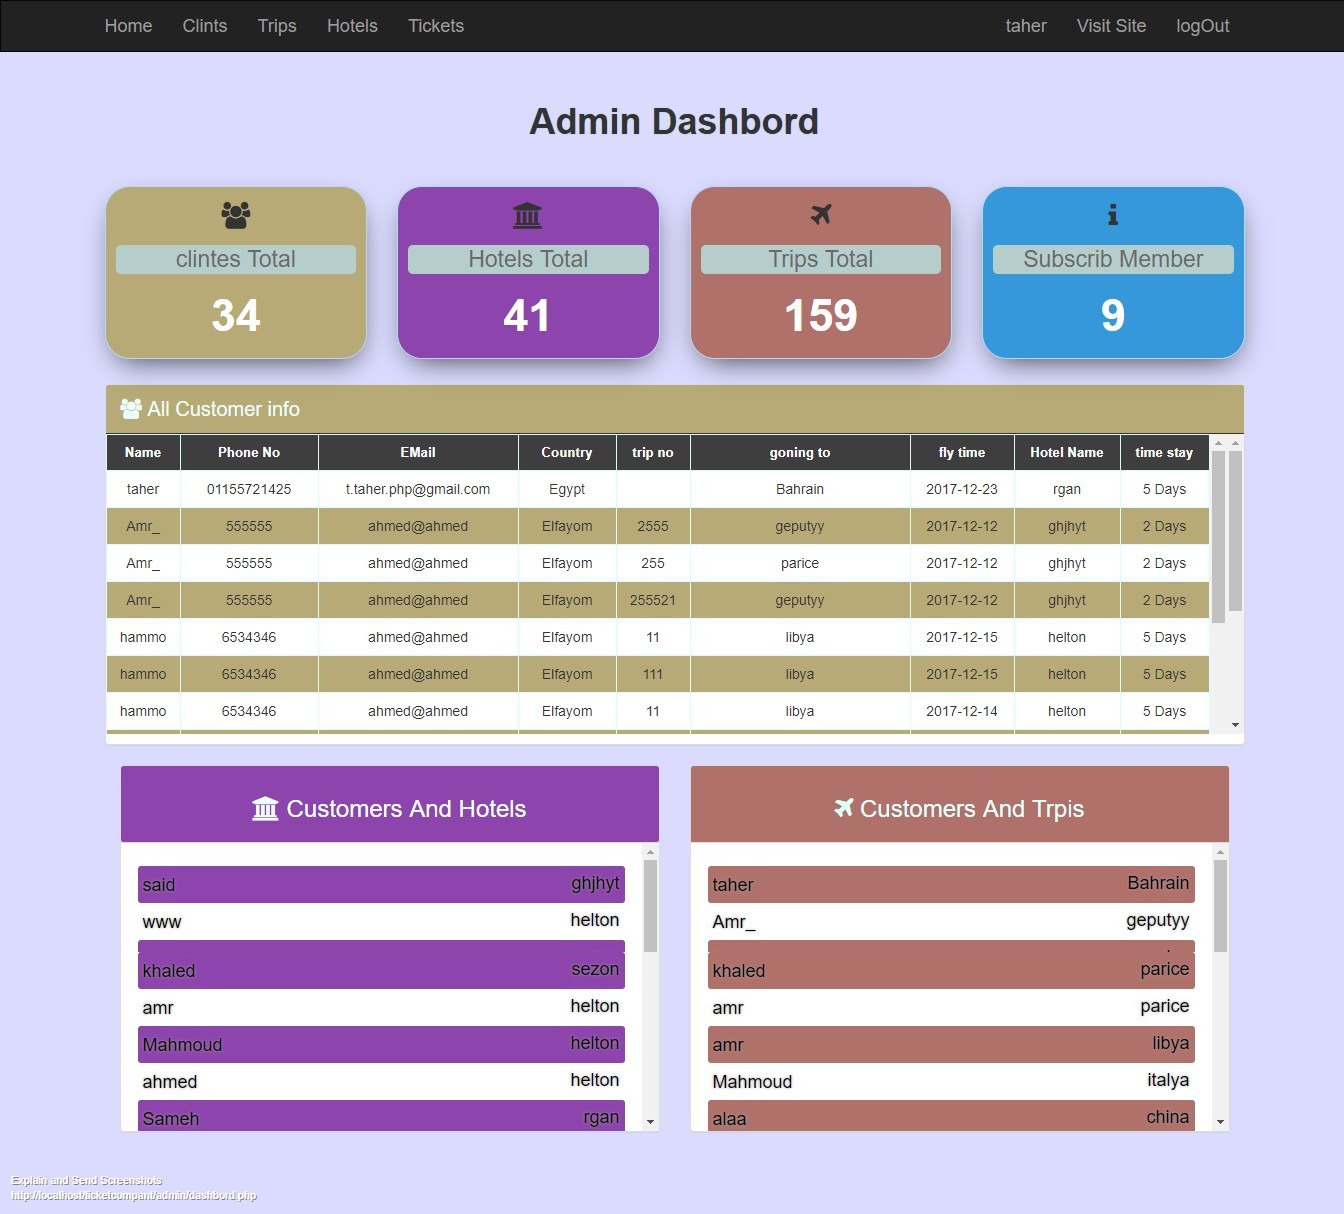 Home Clints Trips Hotels Tickets taher Visit Site logOut
Admin Dashbord
clintes Total Hotels Total Trips Total Subscrib Member
34 41 159 9
All Customer info
Name Phone No EMail Country trip no goning to fly time Hotel Name time stay
taher 01155721425 t.taher.php@gmail.com Egypt Bahrain 2017-12-23 rgan 5 Days
Amr_ 555555 ahmed@ahmed Elfayom 2555 geputyy 2017-12-12 ghjhyt 2 Days
Amr_ 555555 ahmed@ahmed Elfayom 255 parice 2017-12-12 ghjhyt 2 Days
Amr_ 555555 ahmed@ahmed Elfayom 255521 geputyy 2017-12-12 ghjhyt 2 Days
hammo 6534346 ahmed@ahmed Elfayom 11 libya 2017-12-15 helton 5 Days
hammo 6534346 ahmed@ahmed Elfayom 111 libya 2017-12-15 helton 5 Days
hammo 6534346 ahmed@ahmed Elfayom 11 libya 2017-12-14 helton 5 Days
Customers And Hotels
said ghjhyt
www helton
khaled sezon
amr helton
Mahmoud helton
ahmed helton
Sameh rgan
Customers And Trpis
taher Bahrain
Amr_ geputyy
khaled parice
amr parice
amr libya
Mahmoud italya
alaa china
Explain and Send Screenshots
http://localhost/ticketcompant/admin/dashbord.php